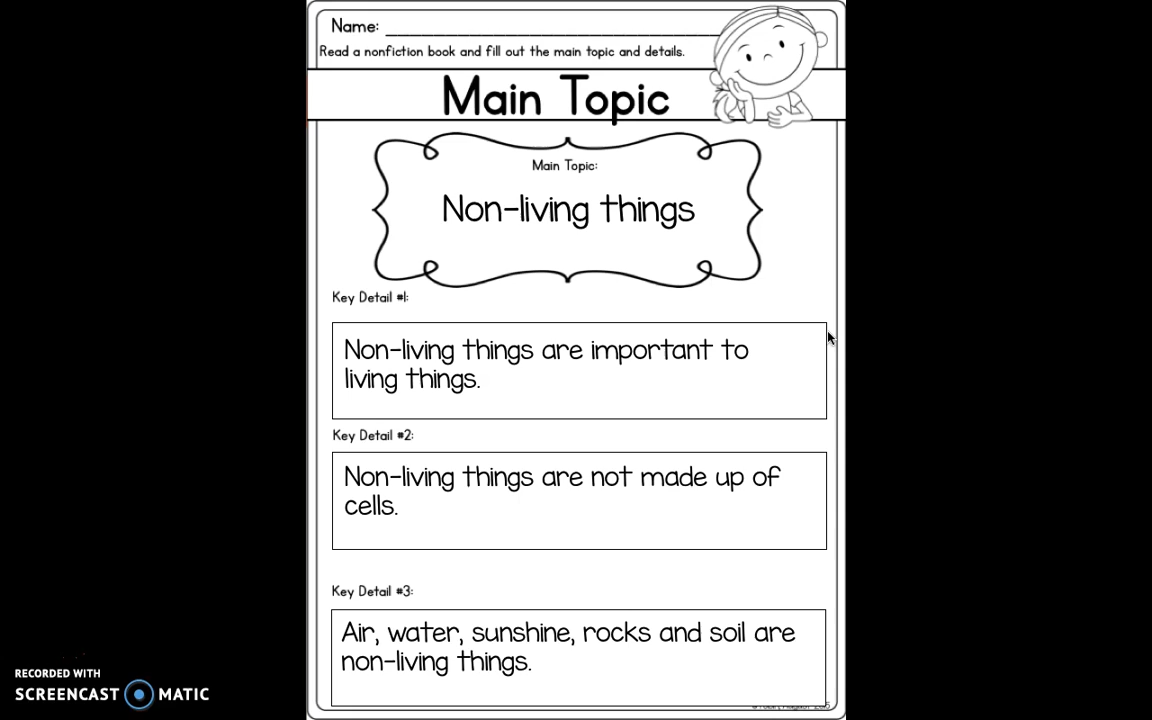 Name:
Read a nonfiction book and fill out the main topic and details.
Main Topic
Main Topic:
Non-living things
Key Detail #1:
Non-living things are important to
living things.
Key Detail #2:
Non-living things are not made up of
cells.
Key Detail #3:
Air, water, sunshine, rocks and soil are
non-living things.
RECORDED WITH
SCREENCAST MATIC